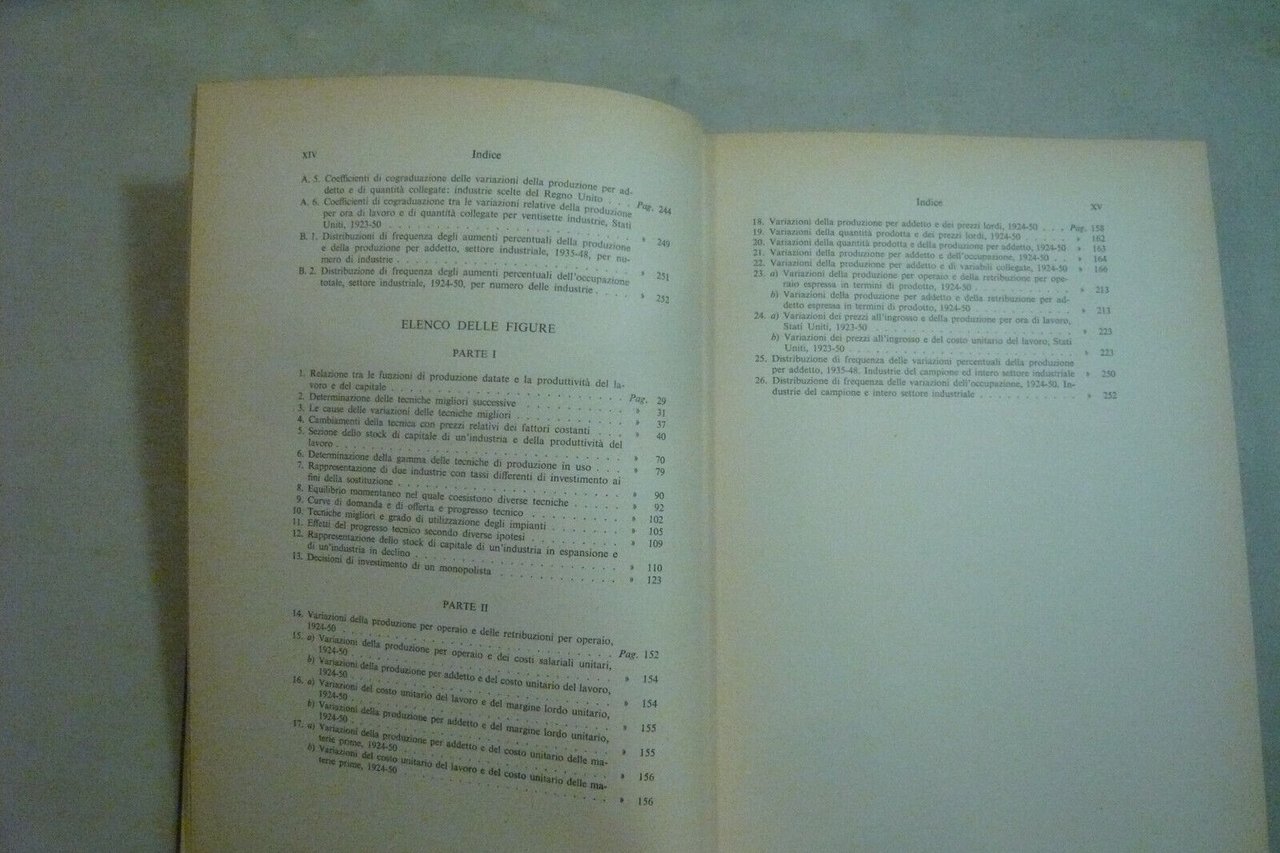 XIV Indice
A. 5. Coefficienti di cograduazione delle variazioni della produzione per ad-
detto e di quantità collegate: industrie scelte del Regno Unito . . . Pag. 244
A. 6. Coefficienti di cograduazione tra le variazioni relative della produzione
per ora di lavoro e di quantità collegate per ventisette industrie, Stati
Uniti, 1923-50 . . . » 249
B. 1. Distribuzioni di frequenza degli aumenti percentuali della produzione
e della produzione per addetto, settore industriale, 1935-48, per nu-
mero di industrie . . . » 251
B. 2. Distribuzione di frequenza degli aumenti percentuali dell'occupazione
totale, settore industriale, 1924-50, per numero delle industrie . . . . » 252
ELENCO DELLE FIGURE
PARTE I
1. Relazione tra le funzioni di produzione datate e la produttività del la-
voro e del capitale . . . Pag. 29
2. Determinazione delle tecniche migliori successive . . . » 31
3. Le cause delle variazioni delle tecniche migliori . . . » 37
4. Cambiamenti della tecnica con prezzi relativi dei fattori costanti . . . » 40
5. Sezione dello stock di capitale di un'industria e della produttività del
lavoro . . . » 70
6. Determinazione della gamma delle tecniche di produzione in uso . . . » 79
7. Rappresentazione di due industrie con tassi differenti di investimento ai
fini della sostituzione . . . » 90
8. Equilibrio momentaneo nel quale coesistono diverse tecniche . . . » 92
9. Curve di domanda e di offerta e progresso tecnico . . . » 102
10. Tecniche migliori e grado di utilizzazione degli impianti . . . » 105
11. Effetti del progresso tecnico secondo diverse ipotesi . . . » 109
12. Rappresentazione dello stock di capitale di un'industria in espansione e
di un'industria in declino . . . » 110
13. Decisioni di investimento di un monopolista . . . » 123
PARTE II
14. Variazioni della produzione per operaio e delle retribuzioni per operaio,
1924-50 . . . Pag. 152
15. a) Variazioni della produzione per operaio e dei costi salariali unitari,
1924-50 . . . » 154
b) Variazioni della produzione per addetto e del costo unitario del lavoro,
1924-50 . . . » 154
16. a) Variazioni del costo unitario del lavoro e del margine lordo unitario,
1924-50 . . . » 155
b) Variazioni della produzione per addetto e del margine lordo unitario,
1924-50 . . . » 155
17. a) Variazioni della produzione per addetto e del costo unitario delle ma-
terie prime, 1924-50 . . . » 156
b) Variazioni del costo unitario del lavoro e del costo unitario delle ma-
terie prime, 1924-50 . . . » 156
Indice XV
18. Variazioni della produzione per addetto e dei prezzi lordi, 1924-50 . . . Pag. 158
19. Variazioni della quantità prodotta e dei prezzi lordi, 1924-50 . . . » 162
20. Variazioni della quantità prodotta e della produzione per addetto, 1924-50 » 163
21. Variazioni della produzione per addetto e dell'occupazione, 1924-50 . . » 164
22. Variazioni della produzione per addetto e di variabili collegate, 1924-50 » 166
23. a) Variazioni della produzione per operaio e della retribuzione per ope-
raio espressa in termini di prodotto, 1924-50 . . . » 213
b) Variazioni della produzione per addetto e della retribuzione per ad-
detto espressa in termini di prodotto, 1924-50 . . . » 213
24. a) Variazioni dei prezzi all'ingrosso e della produzione per ora di lavoro,
Stati Uniti, 1923-50 . . . » 223
b) Variazioni dei prezzi all'ingrosso e del costo unitario del lavoro, Stati
Uniti, 1923-50 . . . » 223
25. Distribuzione di frequenza delle variazioni percentuali della produzione
per addetto, 1935-48. Industrie del campione ed intero settore industriale » 250
26. Distribuzione di frequenza delle variazioni dell'occupazione, 1924-50. In-
dustrie del campione e intero settore industriale . . . » 252